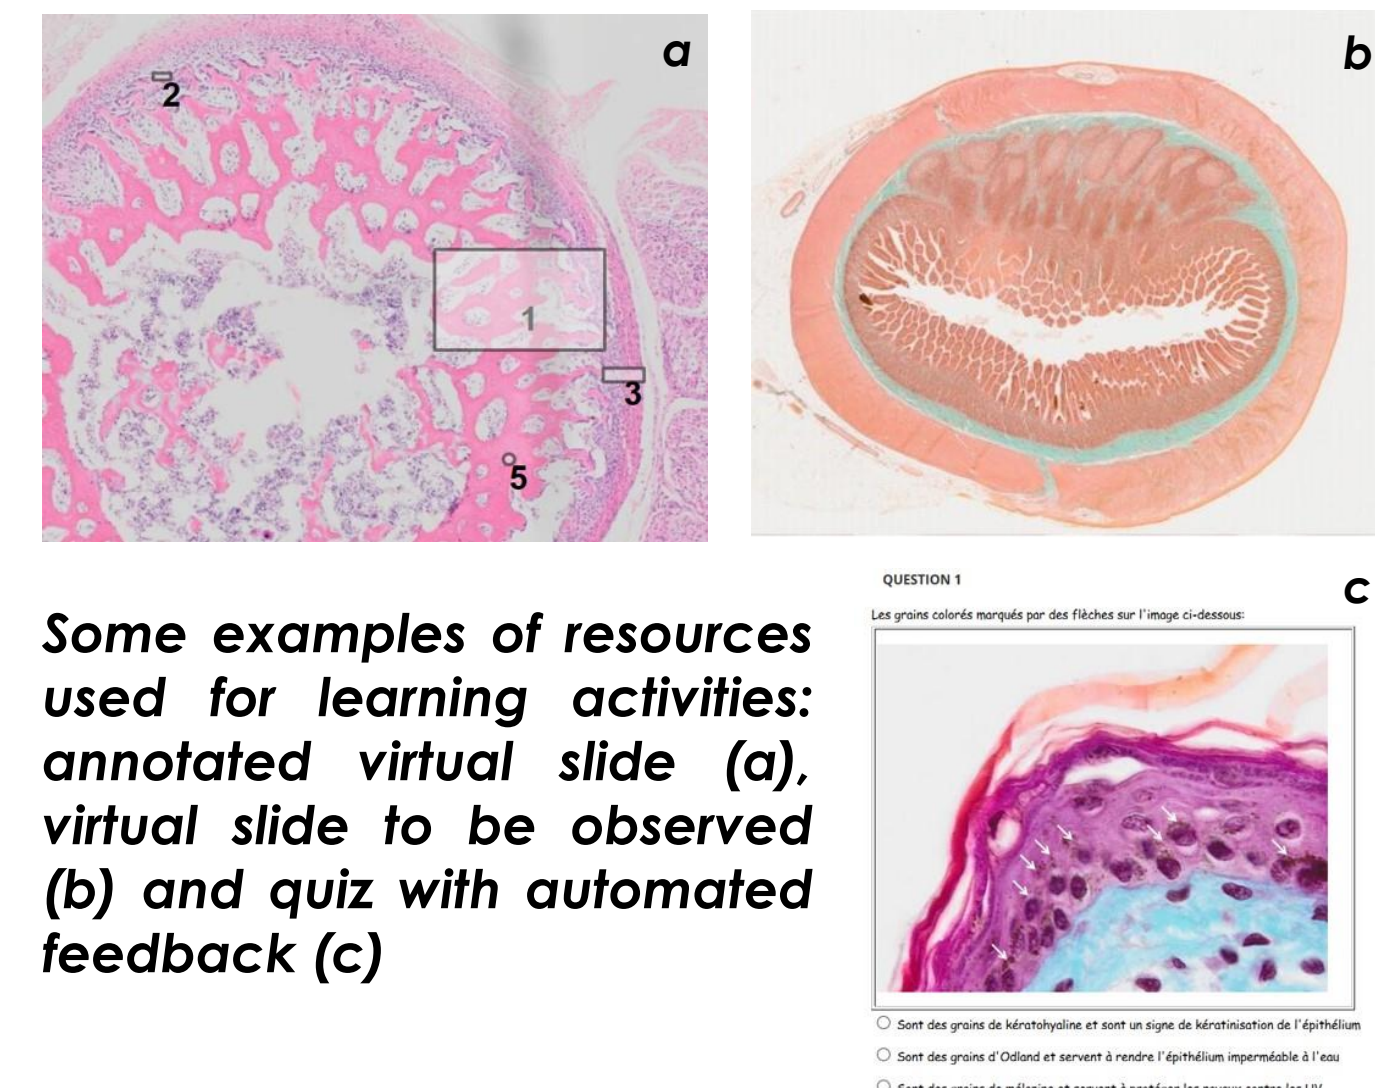 a
b
2
1
3
5
Some examples of resources
used for learning activities:
annotated virtual slide (a),
virtual slide to be observed
(b) and quiz with automated
feedback (c)
c
QUESTION 1
Les grains colorés marqués par des flèches sur l'image ci-dessous:
Sont des grains de kératohyaline et sont un signe de kératinisation de l'épithélium
Sont des grains d'Odland et servent à rendre l'épithélium imperméable à l'eau